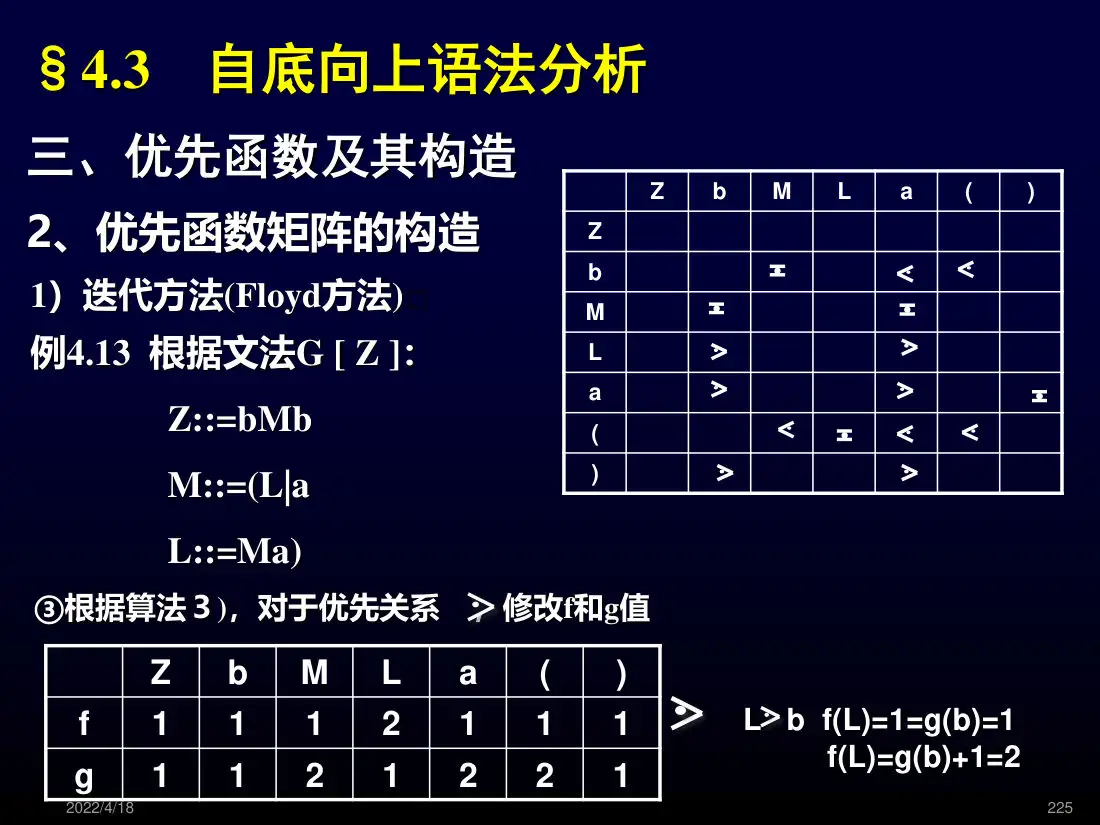 §4.3 自底向上语法分析
三、优先函数及其构造
2、优先函数矩阵的构造
1）迭代方法(Floyd方法)
例4.13 根据文法G [ Z ]：
Z::=bMb
M::=(L|a
L::=Ma)
Z b M L a ( )
Z
b ≖ ⋖ ⋖
M ≖ ≖
L ⋗ ⋗
a ⋗ ⋗ ≖
( ⋖ ≖ ⋖ ⋖
) ⋗ ⋗
③根据算法３)，对于优先关系 ⋗ 修改f和g值
Z b M L a ( )
f 1 1 1 2 1 1 1
g 1 1 2 1 2 2 1
⋗ L⋗b f(L)=1=g(b)=1
f(L)=g(b)+1=2
2022/4/18
225